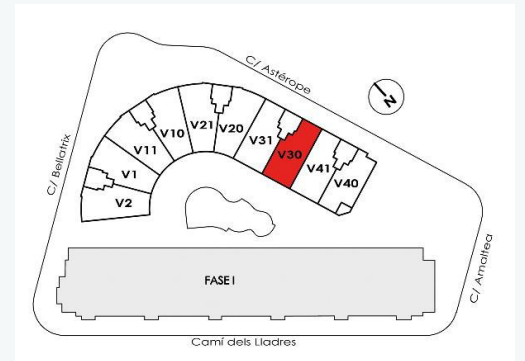 C/ Astérope
N
C/ Bellatrix
V21
V20
V10
V31
V11
V30
V41
V1
V40
V2
C/ Amaltea
FASE I
Camí dels Lladres